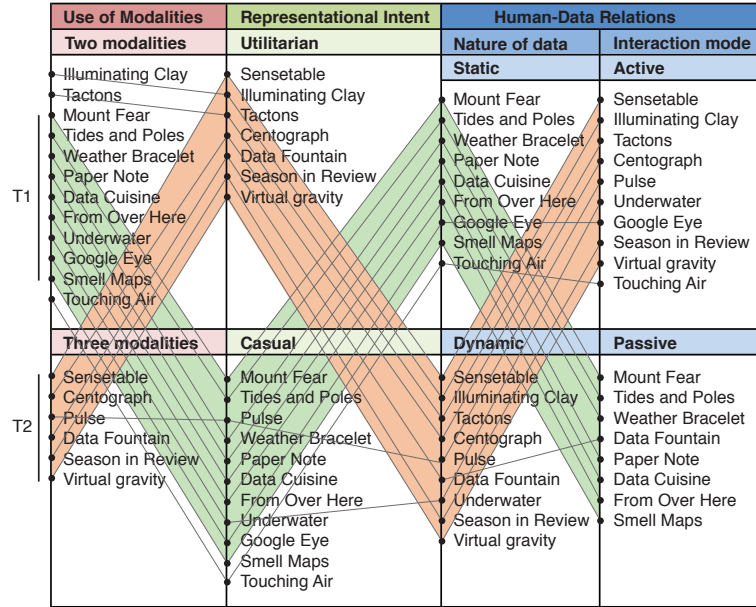 Use of Modalities
Representational Intent
Human-Data Relations
Two modalities
Utilitarian
Nature of data
Interaction mode
Static
Active
T1
Illuminating Clay
Tactons
Mount Fear
Tides and Poles
Weather Bracelet
Paper Note
Data Cuisine
From Over Here
Underwater
Google Eye
Smell Maps
Touching Air
Sensetable
Illuminating Clay
Tactons
Centograph
Data Fountain
Season in Review
Virtual gravity
Mount Fear
Tides and Poles
Weather Bracelet
Paper Note
Data Cuisine
From Over Here
Google Eye
Smell Maps
Touching Air
Sensetable
Illuminating Clay
Tactons
Centograph
Pulse
Underwater
Google Eye
Season in Review
Virtual gravity
Touching Air
Three modalities
Casual
Dynamic
Passive
T2
Sensetable
Centograph
Pulse
Data Fountain
Season in Review
Virtual gravity
Mount Fear
Tides and Poles
Pulse
Weather Bracelet
Paper Note
Data Cuisine
From Over Here
Underwater
Google Eye
Smell Maps
Touching Air
Sensetable
Illuminating Clay
Tactons
Centograph
Pulse
Data Fountain
Underwater
Season in Review
Virtual gravity
Mount Fear
Tides and Poles
Weather Bracelet
Data Fountain
Paper Note
Data Cuisine
From Over Here
Smell Maps